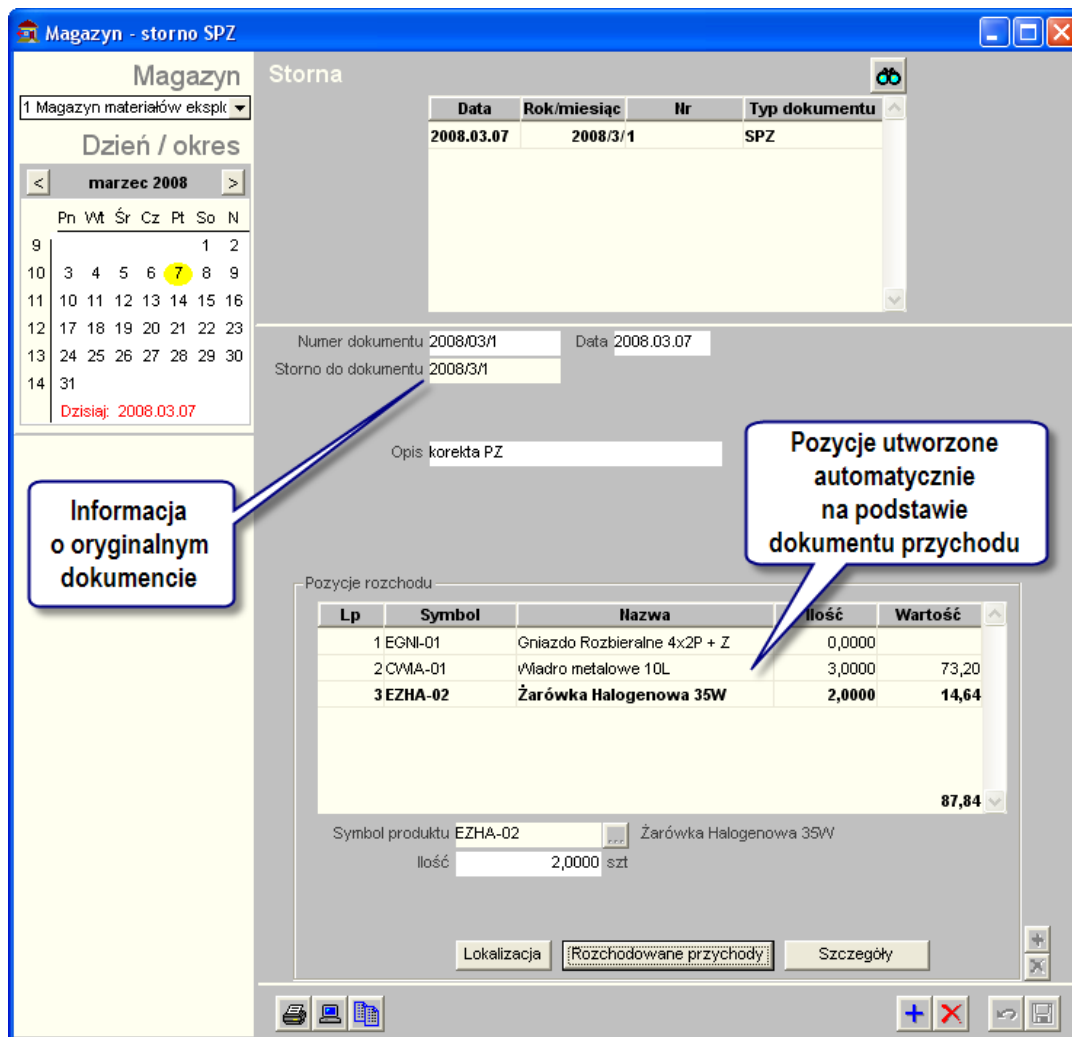 Magazyn - storno SPZ
Magazyn
1 Magazyn materiałów eksplo
Dzień / okres
< marzec 2008 >
Pn Wt Śr Cz Pt So N
9 1 2
10 3 4 5 6 7 8 9
11 10 11 12 13 14 15 16
12 17 18 19 20 21 22 23
13 24 25 26 27 28 29 30
14 31
Dzisiaj: 2008.03.07
Storna
Data Rok/miesiąc Nr Typ dokumentu
2008.03.07 2008/3/1 SPZ
Numer dokumentu 2008/03/1 Data 2008.03.07
Storno do dokumentu 2008/3/1
Opis korekta PZ
Informacja
o oryginalnym
dokumencie
Pozycje utworzone
automatycznie
na podstawie
dokumentu przychodu
Pozycje rozchodu
Lp Symbol Nazwa Ilość Wartość
1 EGNI-01 Gniazdo Rozbieralne 4x2P + Z 0,0000
2 CWIA-01 Wiadro metalowe 10L 3,0000 73,20
3 EZHA-02 Żarówka Halogenowa 35W 2,0000 14,64
87,84
Symbol produktu EZHA-02 ... Żarówka Halogenowa 35W
Ilość 2,0000 szt
Lokalizacja Rozchodowane przychody Szczegóły